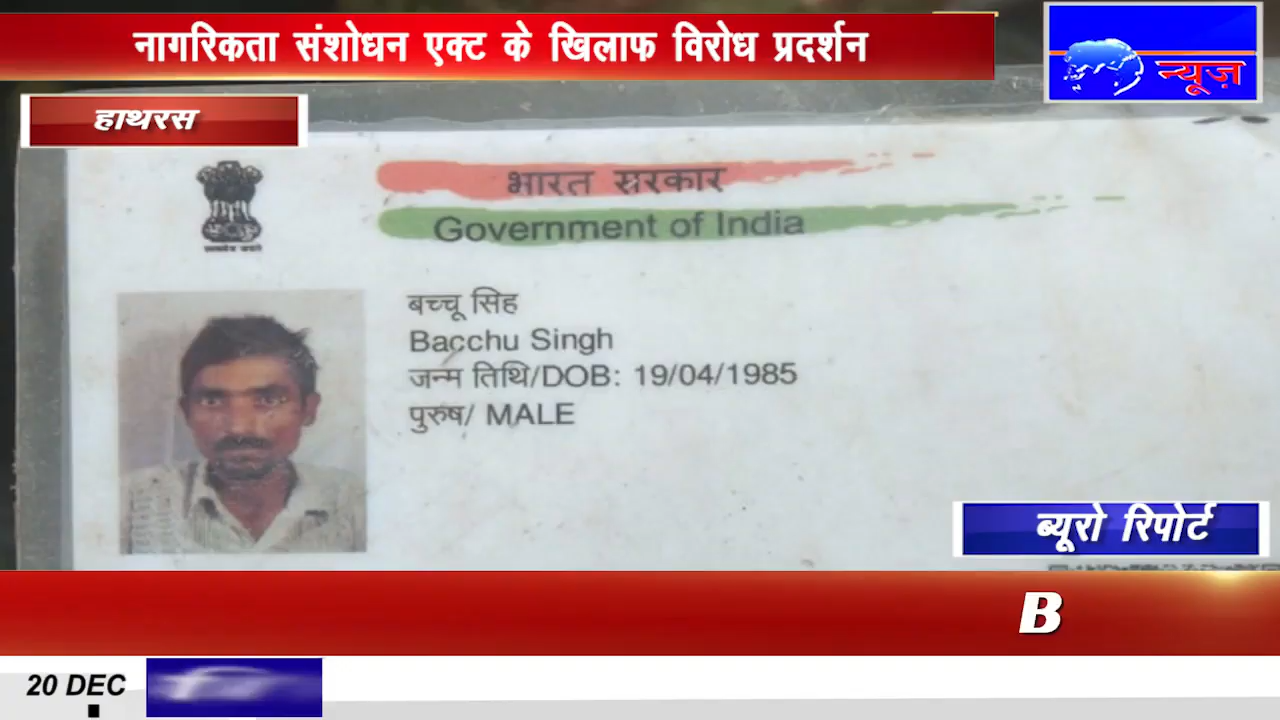 नागरिकता संशोधन एक्ट के खिलाफ विरोध प्रदर्शन
न्यूज़
हाथरस
भारत सरकार
Government of India
बच्चू सिंह
Bacchu Singh
जन्म तिथि/DOB: 19/04/1985
पुरुष/ MALE
ब्यूरो रिपोर्ट
B
20 DEC